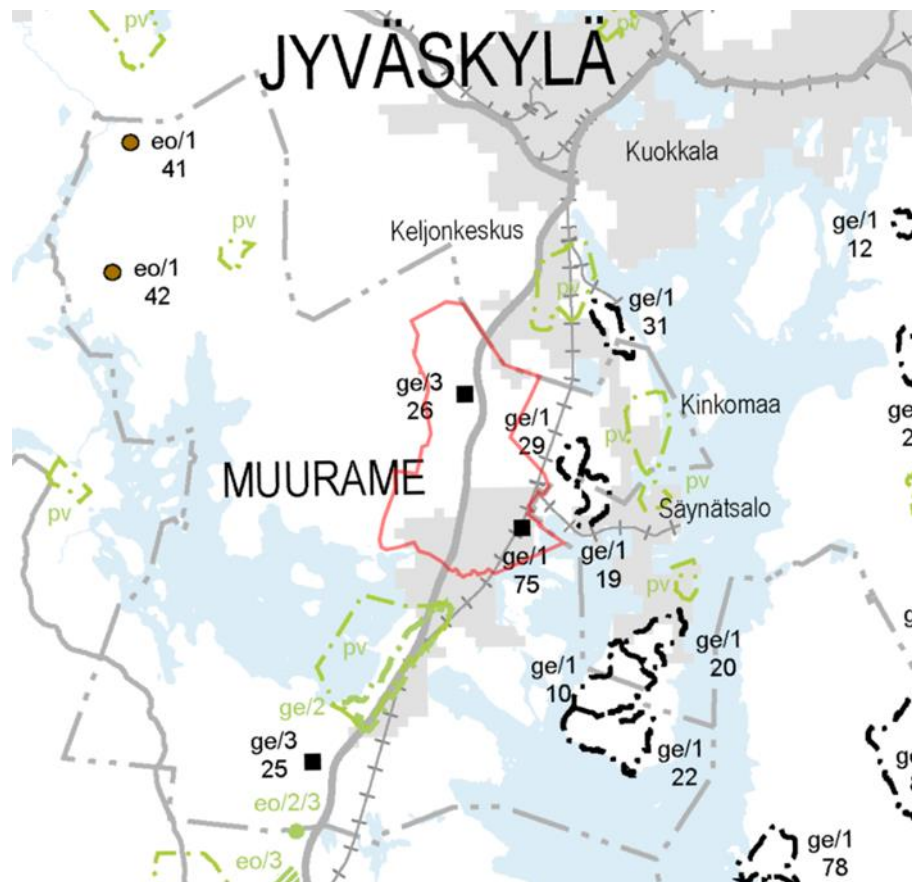 pv
pv
JYVÄSKYLÄ
eo/1
41
Kuokkala
pv
Keljonkeskus
ge/1
12
eo/1
42
pv
ge/1
31
ge/3
26
ge/1
29
Kinkomaa
pv
MUURAME
pv
pv
Säynätsalo
ge/1
75
ge/1
19
pv
pv
ge/1
20
ge/1
10
ge/2
ge/3
25
ge/1
22
eo/2/3
eo/3
ge/1
78